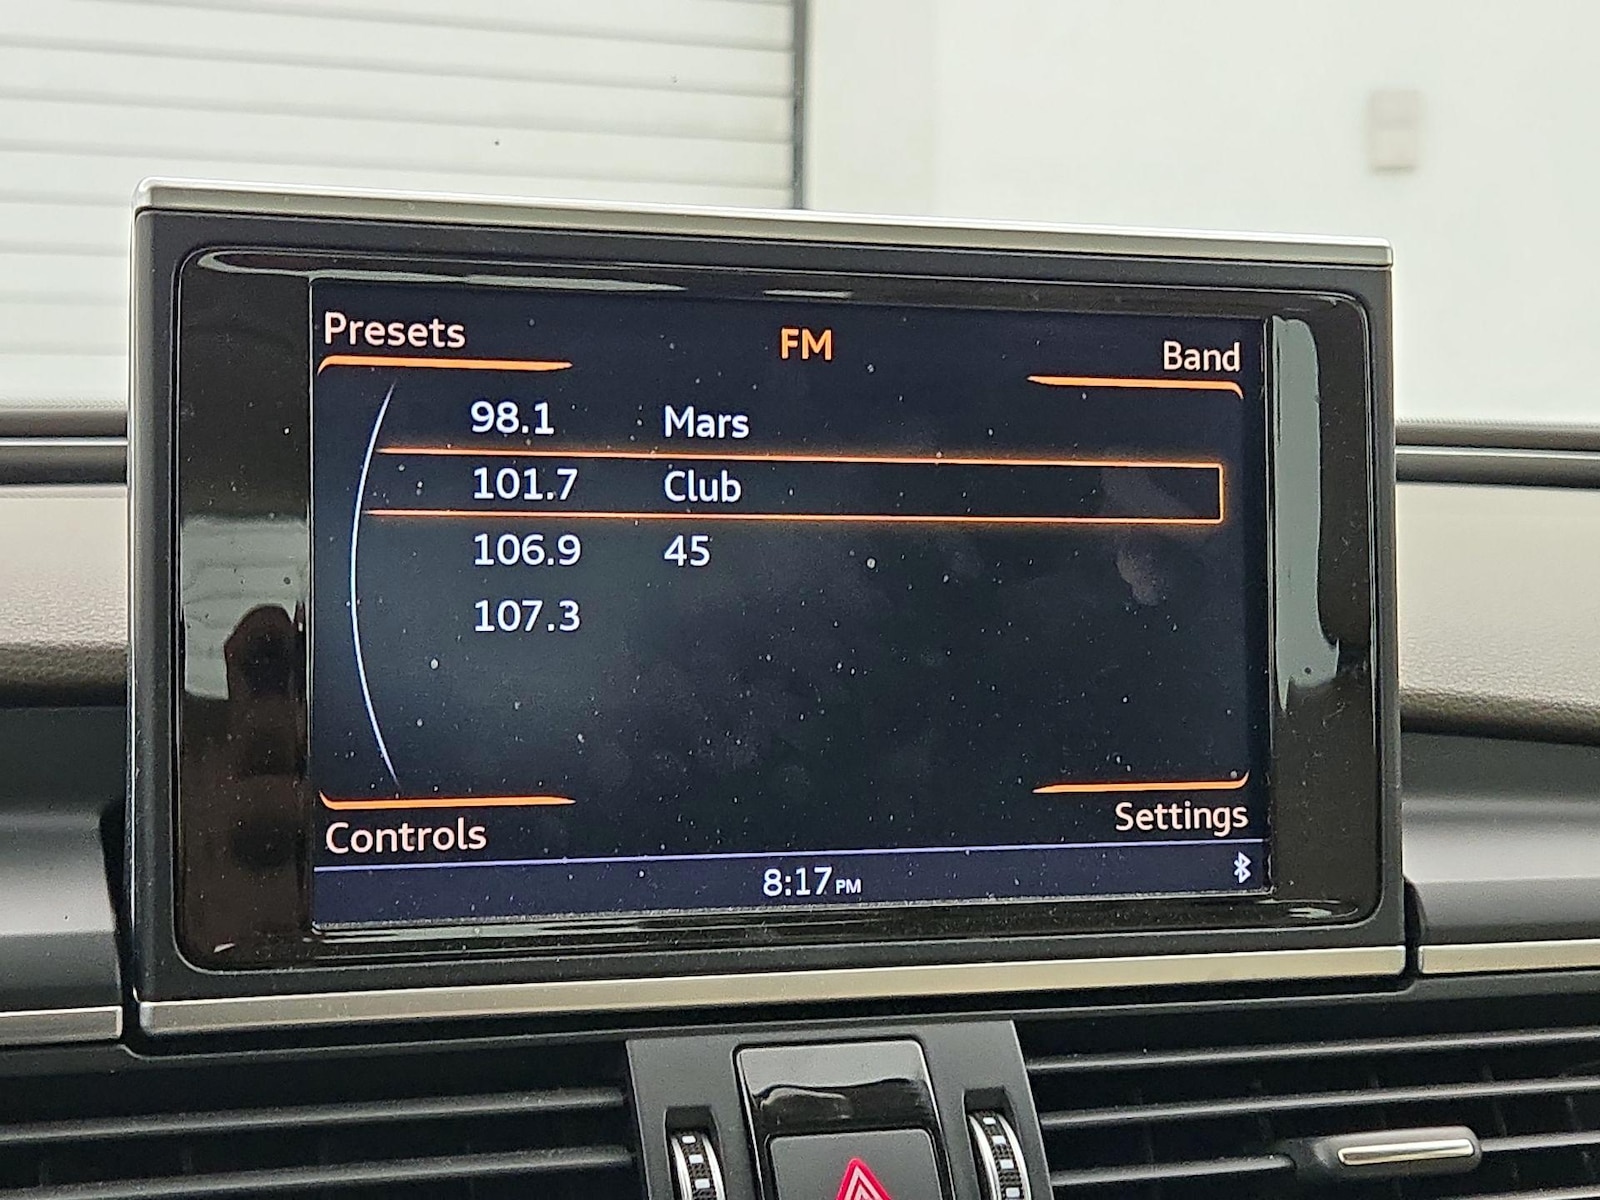 Presets FM Band
98.1 Mars
101.7 Club
106.9 45
107.3
Controls Settings
8:17 PM